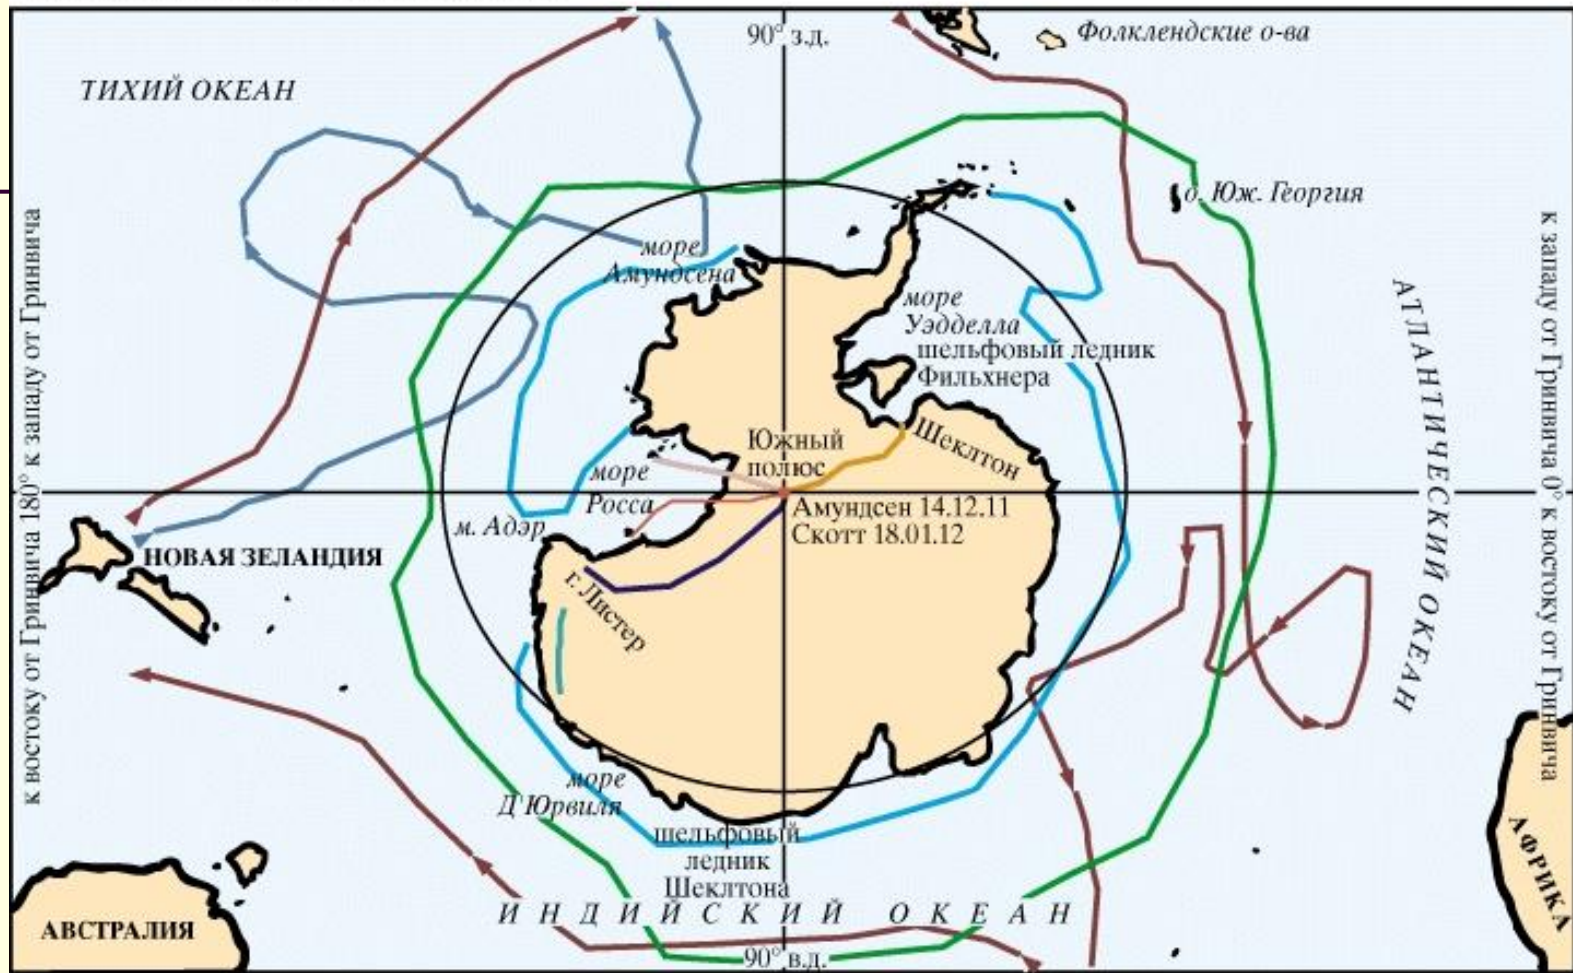 90° з.д.
Фолклендские о-ва
ТИХИЙ ОКЕАН
о. Юж. Георгия
к востоку от Гринвича 180° к западу от Гринвича
к западу от Гринвича 0° к востоку от Гринвича
море
Амундсена
море
Уэдделла
шельфовый ледник
Фильхнера
АТЛАНТИЧЕСКИЙ ОКЕАН
Южный
полюс
Шеклтон
море
Росса
Амундсен 14.12.11
Скотт 18.01.12
м. Адэр
НОВАЯ ЗЕЛАНДИЯ
г. Листер
море
Д'Юрвиля
шельфовый
ледник
Шеклтона
ИНДИЙСКИЙ ОКЕАН
АВСТРАЛИЯ
АФРИКА
90° в.д.